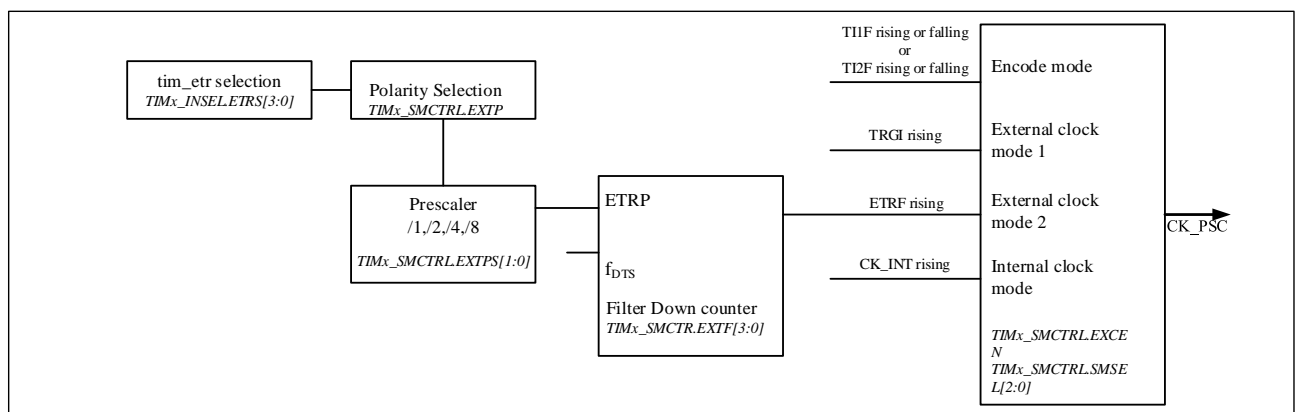 tim_etr selection
TIMx_INSEL.ETRS[3:0]
Polarity Selection
TIMx_SMCTRL.EXTP
Prescaler
/1,/2,/4,/8
TIMx_SMCTRL.EXTPS[1:0]
ETRP
fDTS
Filter Down counter
TIMx_SMCTR.EXTF[3:0]
TI1F rising or falling
or
TI2F rising or falling
TRGI rising
ETRF rising
CK_INT rising
Encode mode
External clock
mode 1
External clock
mode 2
Internal clock
mode
TIMx_SMCTRL.EXCE
N
TIMx_SMCTRL.SMSE
L[2:0]
CK_PSC